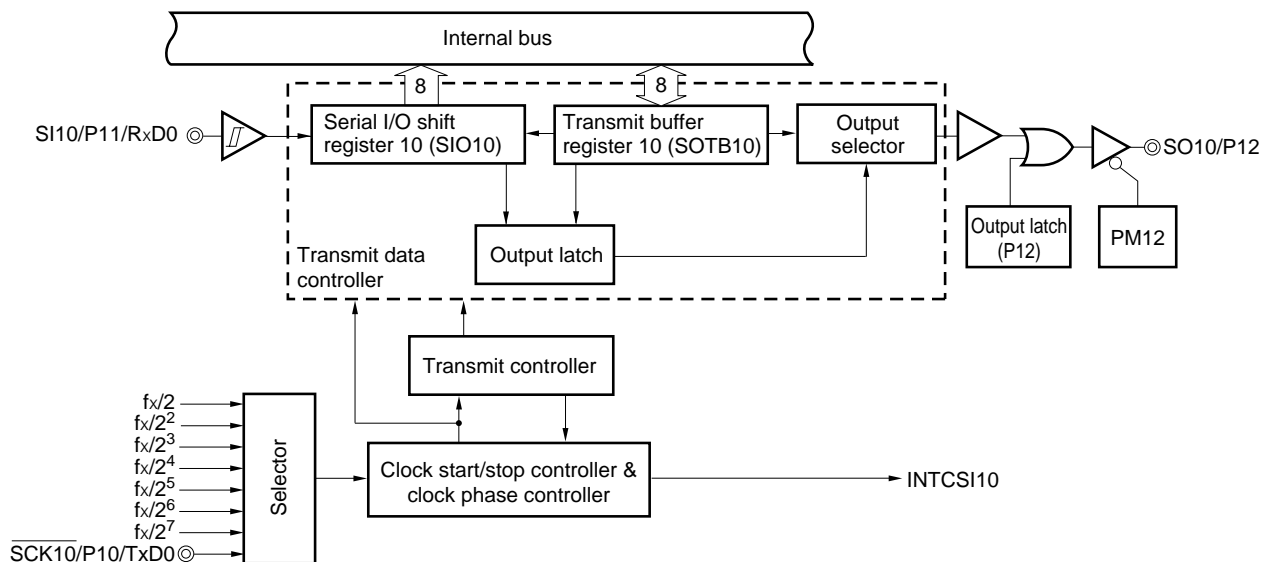 Internal bus
8
8
SI10/P11/RxD0
Serial I/O shift
register 10 (SIO10)
Transmit buffer
register 10 (SOTB10)
Output
selector
SO10/P12
Output latch
(P12)
PM12
Transmit data
controller
Output latch
Transmit controller
fx/2
fx/2²
fx/2³
fx/2⁴
fx/2⁵
fx/2⁶
fx/2⁷
S̅C̅K̅1̅0̅/P10/TxD0
Selector
Clock start/stop controller &
clock phase controller
INTCSI10